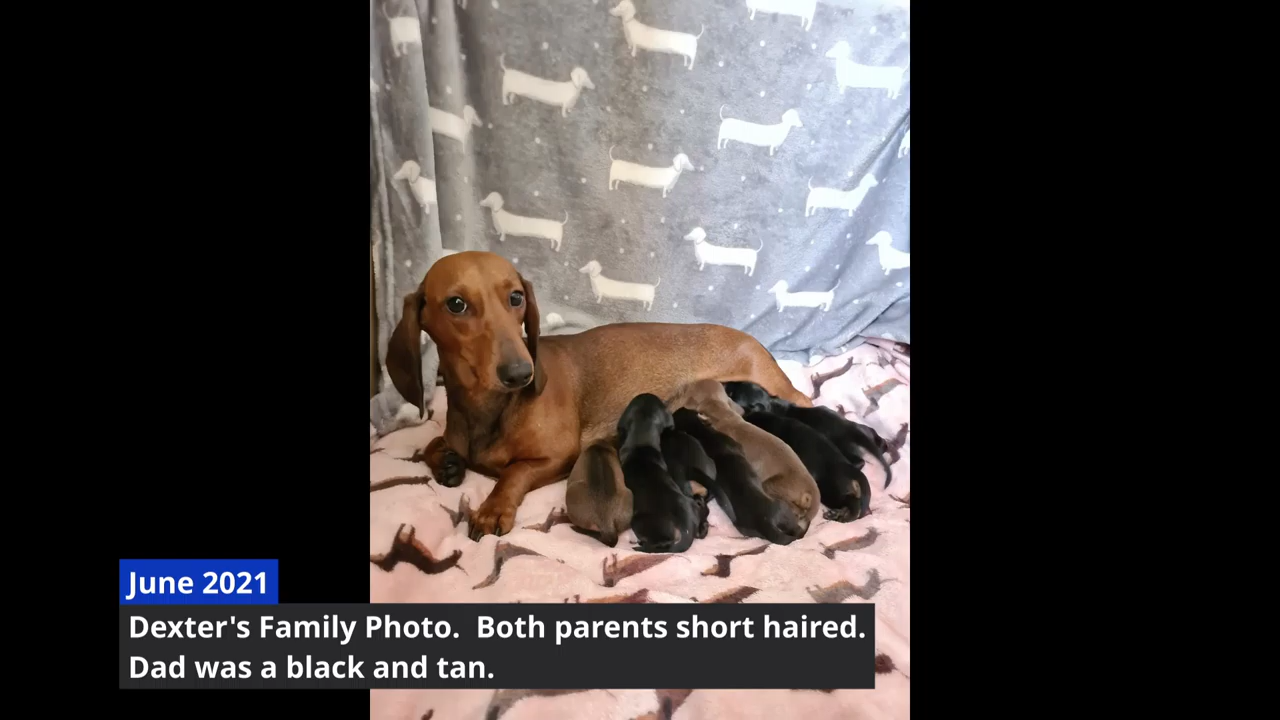 June 2021
Dexter's Family Photo.  Both parents short haired.
Dad was a black and tan.